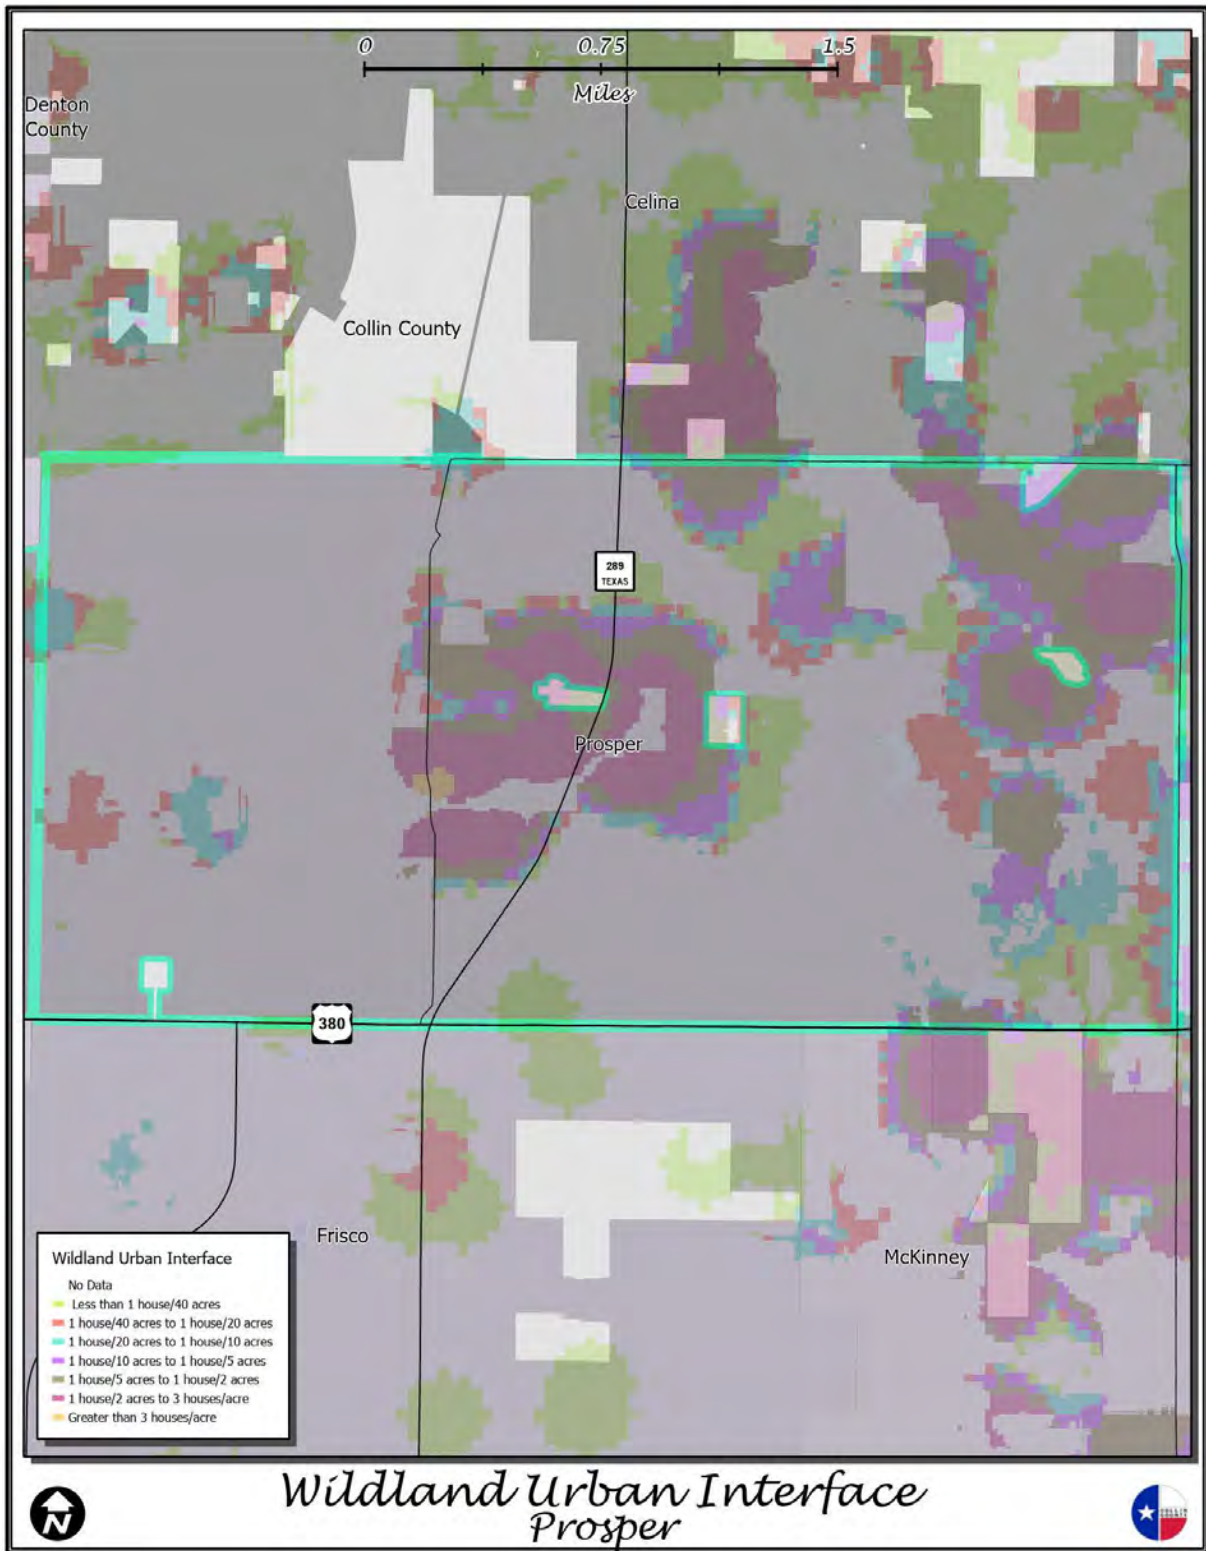 0 0.75 1.5
Miles
Denton
County
Celina
Collin County
289
TEXAS
Prosper
380
Frisco
McKinney
Wildland Urban Interface
No Data
Less than 1 house/40 acres
1 house/40 acres to 1 house/20 acres
1 house/20 acres to 1 house/10 acres
1 house/10 acres to 1 house/5 acres
1 house/5 acres to 1 house/2 acres
1 house/2 acres to 3 houses/acre
Greater than 3 houses/acre
N
Wildland Urban Interface
Prosper
COLLIN
COUNTY